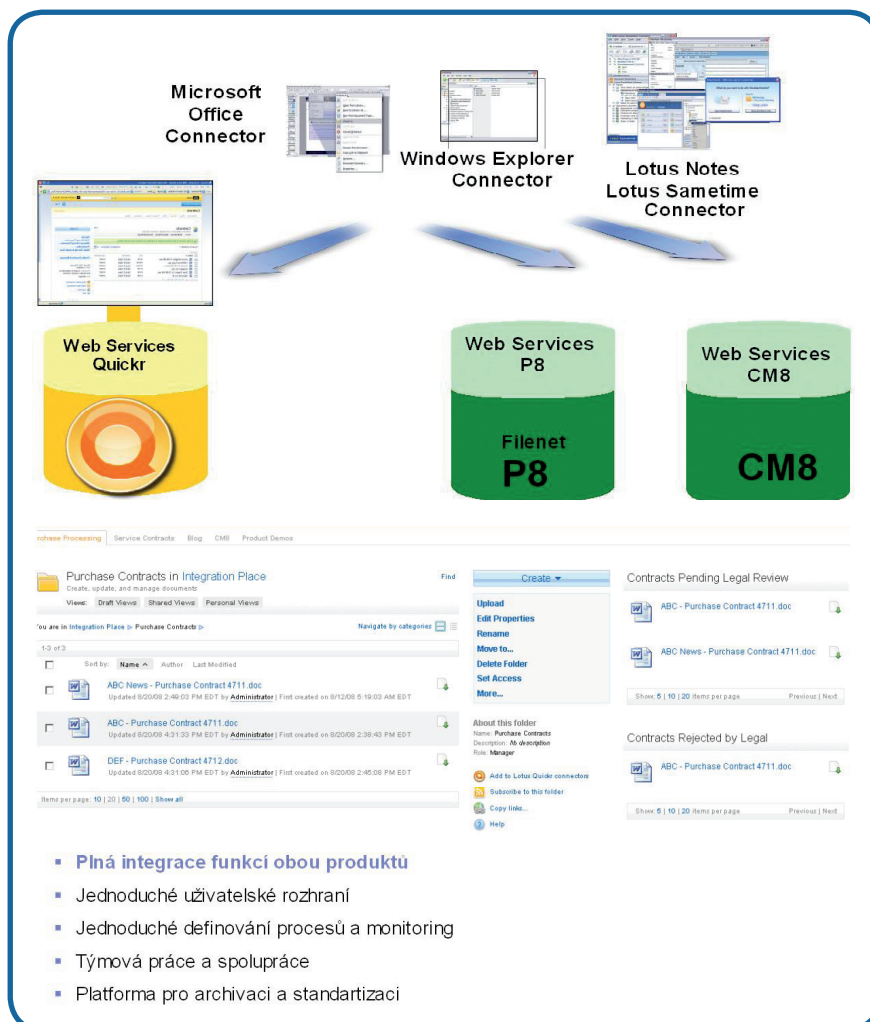 Microsoft
Office
Connector
Windows Explorer
Connector
Lotus Notes
Lotus Sametime
Connector
Web Services
Quickr
Web Services
P8
Filenet
P8
Web Services
CM8
CM8
rchase Processing Service Contracts Blog CM8 Product Demos
Purchase Contracts in Integration Place
Create, update, and manage documents
Find
Views: Draft Views Shared Views Personal Views
You are in Integration Place Purchase Contracts
Navigate by categories
1-3 of 3
Sort by: Name Author Last Modified
ABC News - Purchase Contract 4711.doc
Updated 8/20/08 2:49:03 PM EDT by Administrator | First created on 8/12/08 5:19:03 AM EDT
ABC - Purchase Contract 4711.doc
Updated 8/20/08 4:31:33 PM EDT by Administrator | First created on 8/20/08 2:38:43 PM EDT
DEF - Purchase Contract 4712.doc
Updated 8/20/08 4:31:06 PM EDT by Administrator | First created on 8/20/08 2:45:08 PM EDT
Items per page: 10 | 20 | 50 | 100 | Show all
Create
Upload
Edit Properties
Rename
Move to...
Delete Folder
Set Access
More...
About this folder
Name: Purchase Contracts
Description: No description
Role: Manager
Add to Lotus Quickr connectors
Subscribe to this folder
Copy links...
Help
Contracts Pending Legal Review
ABC - Purchase Contract 4711.doc
ABC News - Purchase Contract 4711.doc
Show: 5 | 10 | 20 items per page Previous | Next
Contracts Rejected by Legal
ABC - Purchase Contract 4711.doc
Show: 5 | 10 | 20 items per page Previous | Next
▪ Plná integrace funkcí obou produktů
▪ Jednoduché uživatelské rozhraní
▪ Jednoduché definování procesů a monitoring
▪ Týmová práce a spolupráce
▪ Platforma pro archivaci a standartizaci